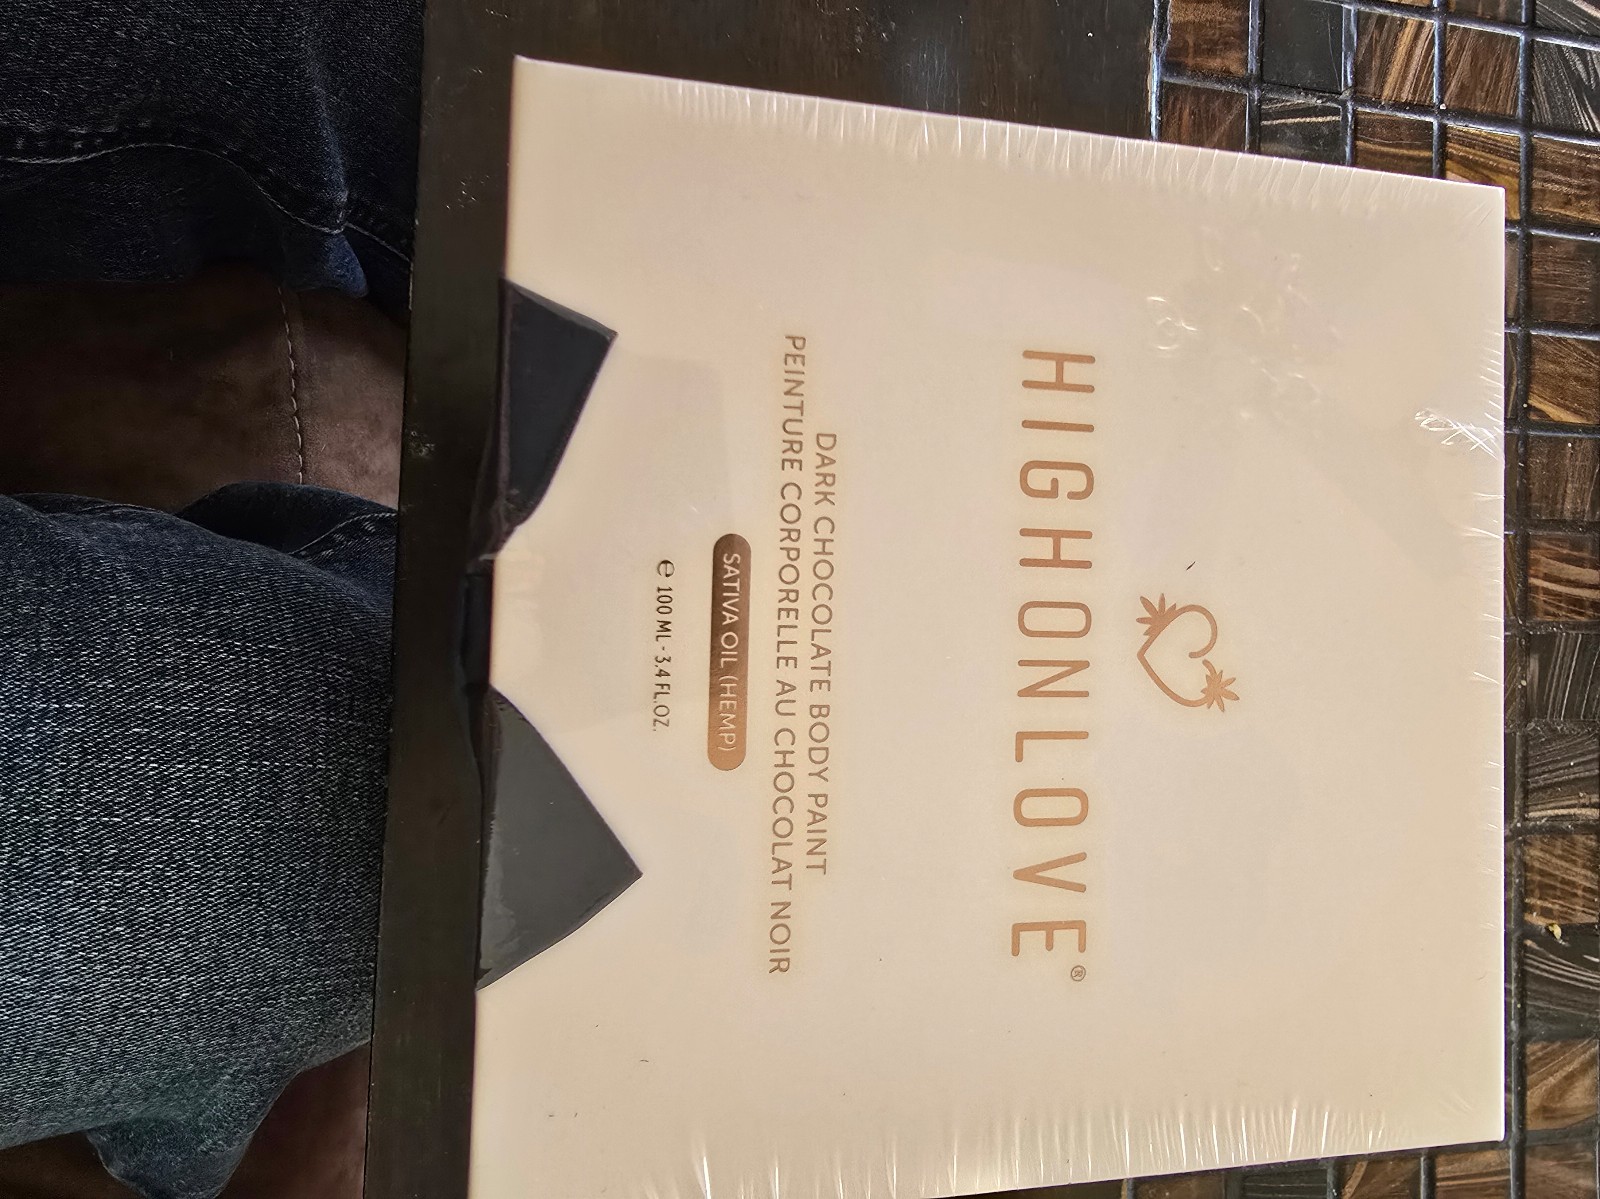 HIGHONLOVE®
DARK CHOCOLATE BODY PAINT
PEINTURE CORPORELLE AU CHOCOLAT NOIR
SATIVA OIL (HEMP)
℮ 100 ML - 3.4 FL.OZ.